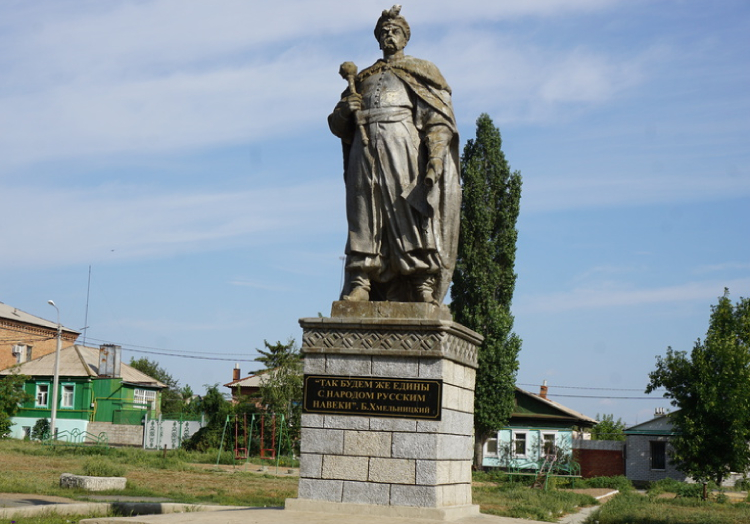 "ТАК БУДЕМ ЖЕ ЕДИНЫ
С НАРОДОМ РУССКИМ
НАВЕКИ". Б.Хмельницкий